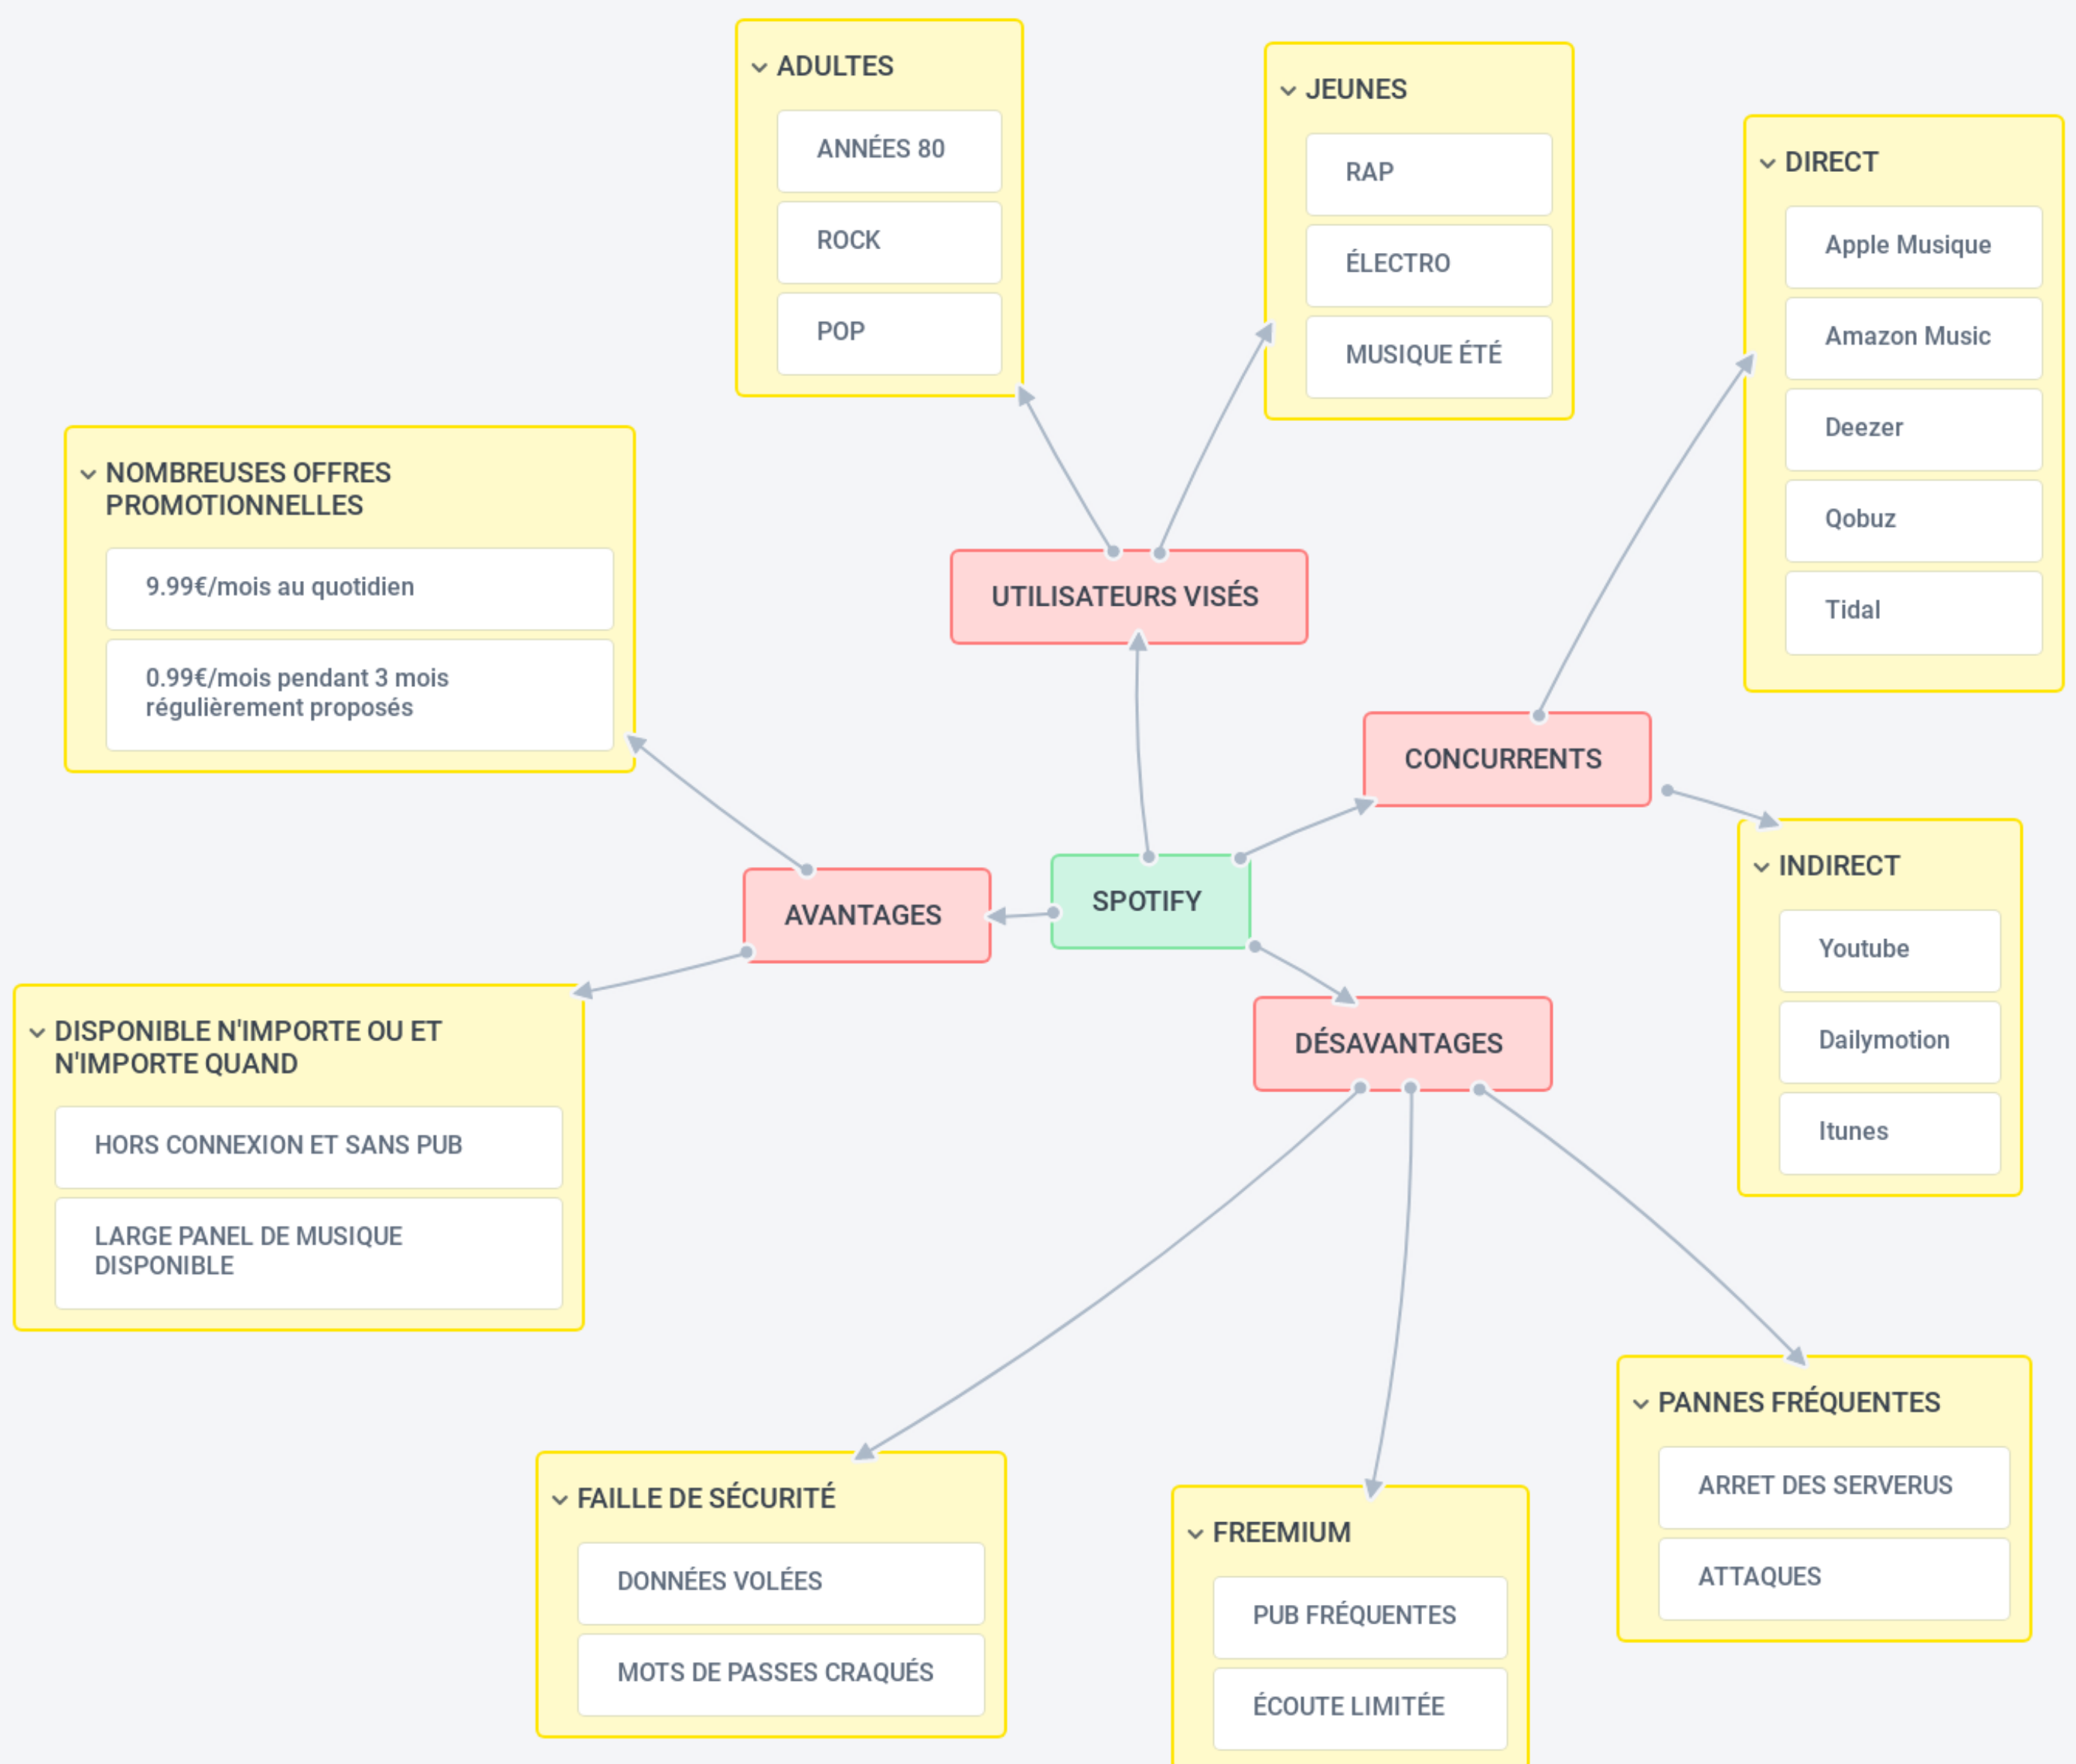 ADULTES
ANNÉES 80
ROCK
POP
JEUNES
RAP
ÉLECTRO
MUSIQUE ÉTÉ
DIRECT
Apple Musique
Amazon Music
Deezer
Qobuz
Tidal
NOMBREUSES OFFRES
PROMOTIONNELLES
9.99€/mois au quotidien
0.99€/mois pendant 3 mois
régulièrement proposés
UTILISATEURS VISÉS
CONCURRENTS
SPOTIFY
AVANTAGES
INDIRECT
Youtube
Dailymotion
Itunes
DISPONIBLE N'IMPORTE OU ET
N'IMPORTE QUAND
HORS CONNEXION ET SANS PUB
LARGE PANEL DE MUSIQUE
DISPONIBLE
DÉSAVANTAGES
FAILLE DE SÉCURITÉ
DONNÉES VOLÉES
MOTS DE PASSES CRAQUÉS
FREEMIUM
PUB FRÉQUENTES
ÉCOUTE LIMITÉE
PANNES FRÉQUENTES
ARRET DES SERVERUS
ATTAQUES